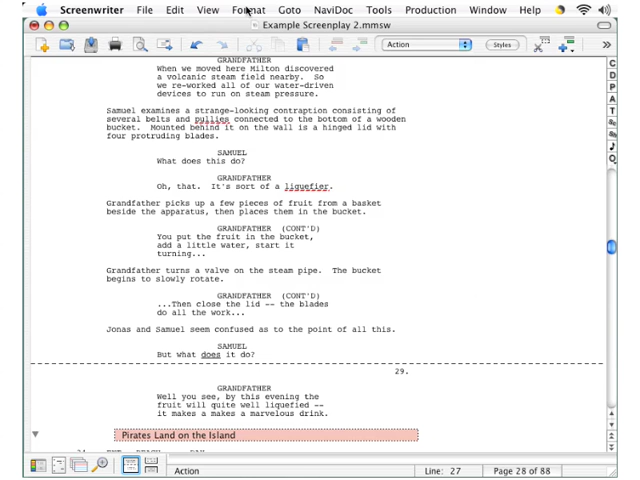 Screenwriter File Edit View Format Goto NaviDoc Tools Production Window Help
Example Screenplay 2.mmsw
Action Styles
GRANDFATHER
When we moved here Milton discovered
a volcanic steam field nearby. So
we re-worked all of our water-driven
devices to run on steam pressure.
Samuel examines a strange-looking contraption consisting of
several belts and pullies connected to the bottom of a wooden
bucket. Mounted behind it on the wall is a hinged lid with
four protruding blades.
SAMUEL
What does this do?
GRANDFATHER
Oh, that. It's sort of a liquefier.
Grandfather picks up a few pieces of fruit from a basket
beside the apparatus, then places them in the bucket.
GRANDFATHER (CONT'D)
You put the fruit in the bucket,
add a little water, start it
turning...
Grandfather turns a valve on the steam pipe. The bucket
begins to slowly rotate.
GRANDFATHER (CONT'D)
...Then close the lid -- the blades
do all the work...
Jonas and Samuel seem confused as to the point of all this.
SAMUEL
But what does it do?
29.
GRANDFATHER
Well you see, by this evening the
fruit will quite well liquefied --
it makes a makes a marvelous drink.
Pirates Land on the Island
C
D
P
A
T
Action Line: 27 Page 28 of 88